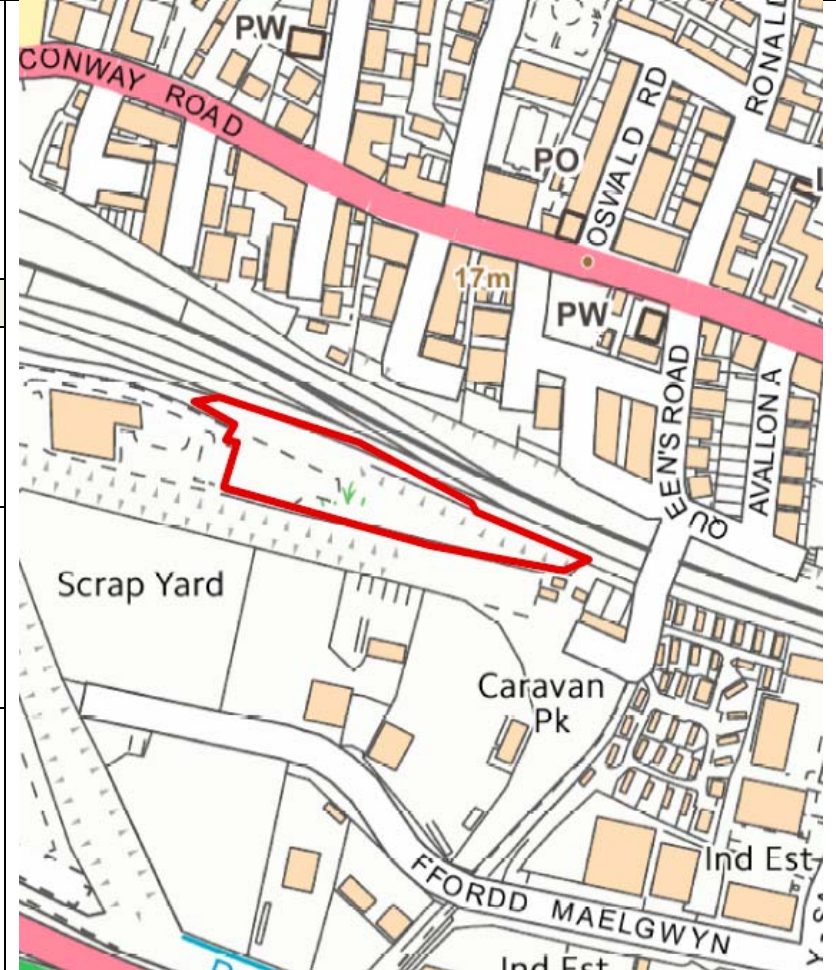 PW
CONWAY ROAD
RONALD
PO
OSWALD RD
17m
PW
QUEEN'S ROAD
AVALLON A
Scrap Yard
Caravan
Pk
Ind Est
FFORDD MAELGWYN
Ind Est